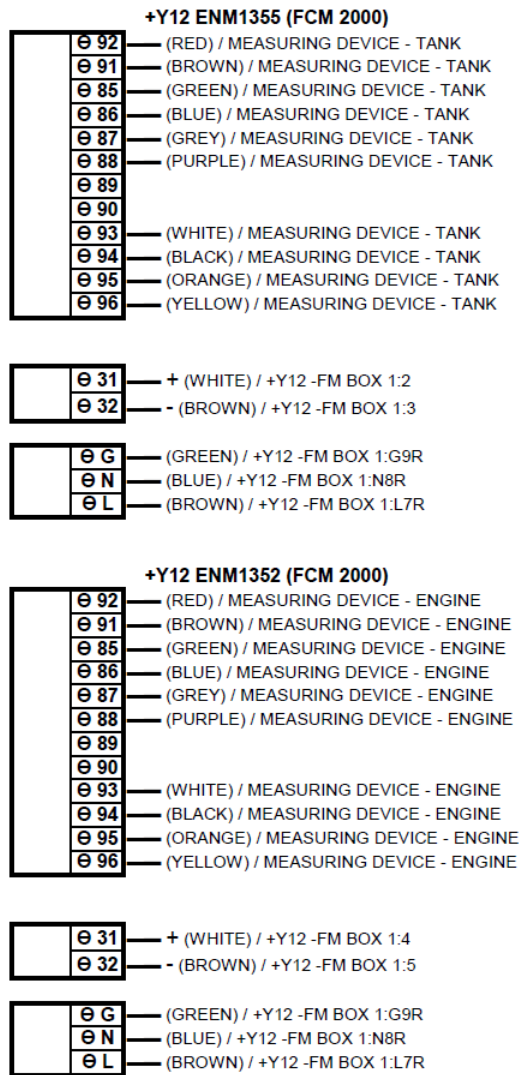 +Y12 ENM1355 (FCM 2000)
Ɵ 92 (RED) / MEASURING DEVICE - TANK
Ɵ 91 (BROWN) / MEASURING DEVICE - TANK
Ɵ 85 (GREEN) / MEASURING DEVICE - TANK
Ɵ 86 (BLUE) / MEASURING DEVICE - TANK
Ɵ 87 (GREY) / MEASURING DEVICE - TANK
Ɵ 88 (PURPLE) / MEASURING DEVICE - TANK
Ɵ 89
Ɵ 90
Ɵ 93 (WHITE) / MEASURING DEVICE - TANK
Ɵ 94 (BLACK) / MEASURING DEVICE - TANK
Ɵ 95 (ORANGE) / MEASURING DEVICE - TANK
Ɵ 96 (YELLOW) / MEASURING DEVICE - TANK
Ɵ 31 + (WHITE) / +Y12 -FM BOX 1:2
Ɵ 32 - (BROWN) / +Y12 -FM BOX 1:3
Ɵ G (GREEN) / +Y12 -FM BOX 1:G9R
Ɵ N (BLUE) / +Y12 -FM BOX 1:N8R
Ɵ L (BROWN) / +Y12 -FM BOX 1:L7R
+Y12 ENM1352 (FCM 2000)
Ɵ 92 (RED) / MEASURING DEVICE - ENGINE
Ɵ 91 (BROWN) / MEASURING DEVICE - ENGINE
Ɵ 85 (GREEN) / MEASURING DEVICE - ENGINE
Ɵ 86 (BLUE) / MEASURING DEVICE - ENGINE
Ɵ 87 (GREY) / MEASURING DEVICE - ENGINE
Ɵ 88 (PURPLE) / MEASURING DEVICE - ENGINE
Ɵ 89
Ɵ 90
Ɵ 93 (WHITE) / MEASURING DEVICE - ENGINE
Ɵ 94 (BLACK) / MEASURING DEVICE - ENGINE
Ɵ 95 (ORANGE) / MEASURING DEVICE - ENGINE
Ɵ 96 (YELLOW) / MEASURING DEVICE - ENGINE
Ɵ 31 + (WHITE) / +Y12 -FM BOX 1:4
Ɵ 32 - (BROWN) / +Y12 -FM BOX 1:5
Ɵ G (GREEN) / +Y12 -FM BOX 1:G9R
Ɵ N (BLUE) / +Y12 -FM BOX 1:N8R
Ɵ L (BROWN) / +Y12 -FM BOX 1:L7R